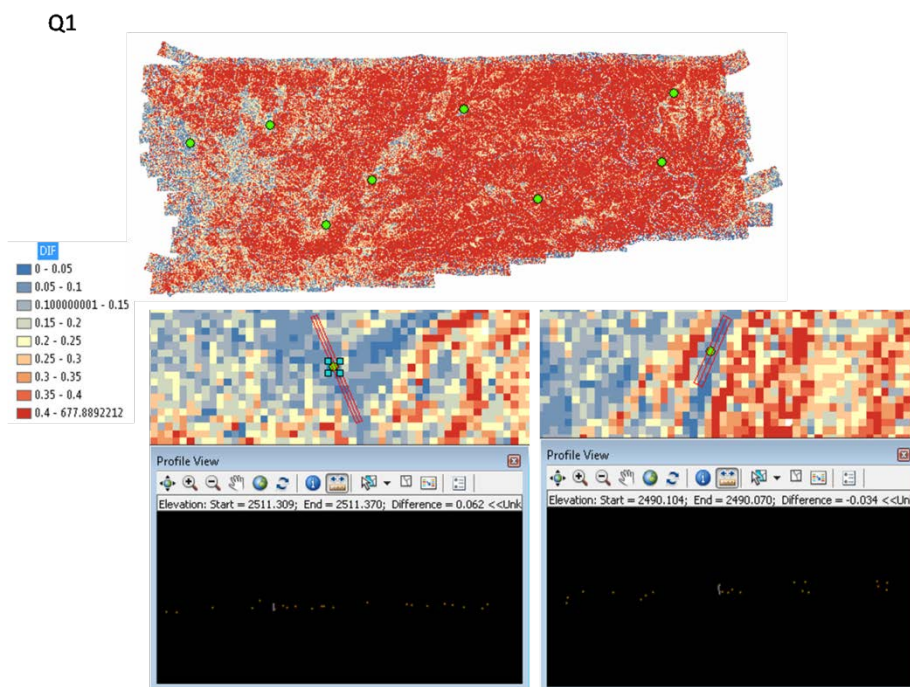 Q1
DIF
0 - 0.05
0.05 - 0.1
0.100000001 - 0.15
0.15 - 0.2
0.2 - 0.25
0.25 - 0.3
0.3 - 0.35
0.35 - 0.4
0.4 - 677.8892212
Profile View
Elevation: Start = 2511.309; End = 2511.370; Difference = 0.062 <<Unk
Profile View
Elevation: Start = 2490.104; End = 2490.070; Difference = -0.034 <<Un